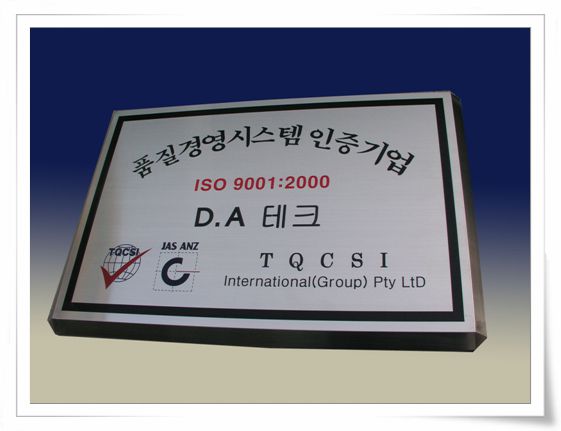 품질경영시스템 인증기업
ISO 9001:2000
D.A 테크
TQCSI
JAS ANZ
T Q C S I
International(Group) Pty LtD